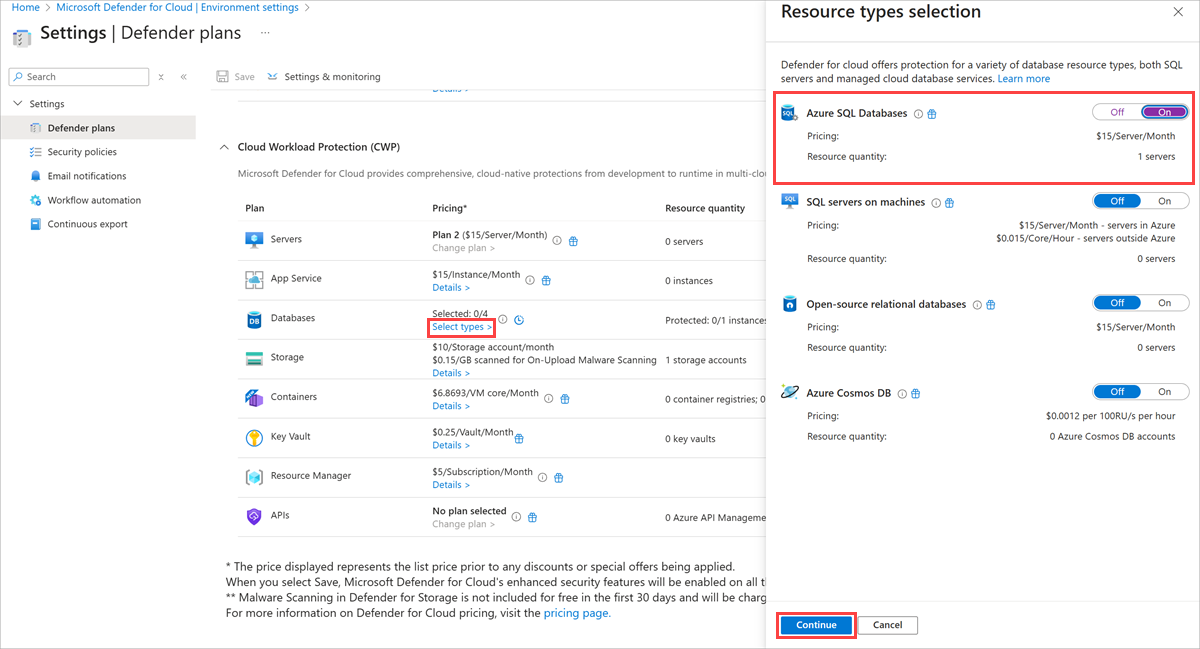 Home > Microsoft Defender for Cloud | Environment settings >
Settings | Defender plans ...
Search
Settings
Defender plans
Security policies
Email notifications
Workflow automation
Continuous export
Save
Settings & monitoring
Details >
Cloud Workload Protection (CWP)
Microsoft Defender for Cloud provides comprehensive, cloud-native protections from development to runtime in multi-clou
Plan Pricing* Resource quantity
Servers
Plan 2 ($15/Server/Month)
Change plan >
0 servers
App Service
$15/Instance/Month
Details >
0 instances
Databases
Selected: 0/4
Select types >
Protected: 0/1 instances
Storage
$10/Storage account/month
$0.15/GB scanned for On-Upload Malware Scanning
Details >
1 storage accounts
Containers
$6.8693/VM core/Month
Details >
0 container registries; 0
Key Vault
$0.25/Vault/Month
Details >
0 key vaults
Resource Manager
$5/Subscription/Month
Details >
APIs
No plan selected
Change plan >
0 Azure API Manageme
* The price displayed represents the list price prior to any discounts or special offers being applied.
When you select Save, Microsoft Defender for Cloud's enhanced security features will be enabled on all t
** Malware Scanning in Defender for Storage is not included for free in the first 30 days and will be charg
For more information on Defender for Cloud pricing, visit the pricing page.
Resource types selection
Defender for cloud offers protection for a variety of database resource types, both SQL
servers and managed cloud database services. Learn more
Azure SQL Databases Off On
Pricing: $15/Server/Month
Resource quantity: 1 servers
SQL servers on machines Off On
Pricing: $15/Server/Month - servers in Azure
$0.015/Core/Hour - servers outside Azure
Resource quantity: 0 servers
Open-source relational databases Off On
Pricing: $15/Server/Month
Resource quantity: 0 servers
Azure Cosmos DB Off On
Pricing: $0.0012 per 100RU/s per hour
Resource quantity: 0 Azure Cosmos DB accounts
Continue
Cancel